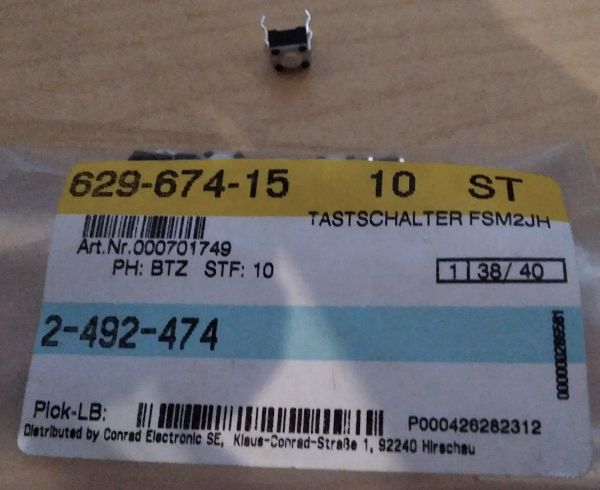 629-674-15 10 ST
TASTSCHALTER FSM2JH
Art.Nr.000701749
PH: BTZ STF: 10
1 38/ 40
2-492-474
Pick-LB:
P000426282312
Distributed by Conrad Electronic SE, Klaus-Conrad-Straße 1, 92240 Hirschau